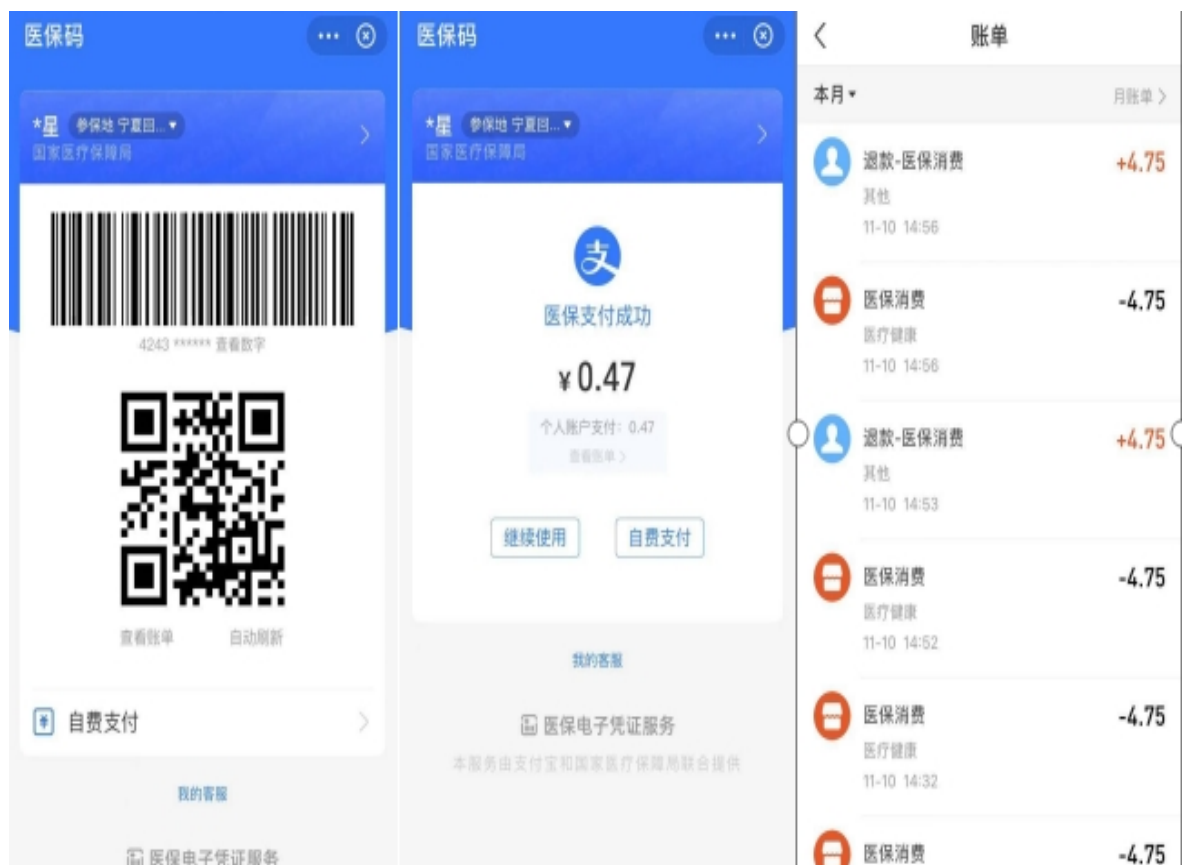 医保码
*星 参保地 宁夏回...
国家医疗保障局
4243 ****** 查看数字
查看账单 自动刷新
自费支付
我的客服
医保电子凭证服务
医保码
*星 参保地 宁夏回...
国家医疗保障局
支
医保支付成功
¥0.47
个人账户支付：0.47
查看账单 >
继续使用 自费支付
我的客服
医保电子凭证服务
本服务由支付宝和国家医疗保障局联合提供
账单
本月 月账单 >
退款-医保消费 +4.75
其他
11-10 14:56
医保消费 -4.75
医疗健康
11-10 14:56
退款-医保消费 +4.75
其他
11-10 14:53
医保消费 -4.75
医疗健康
11-10 14:52
医保消费 -4.75
医疗健康
11-10 14:32
医保消费 -4.75